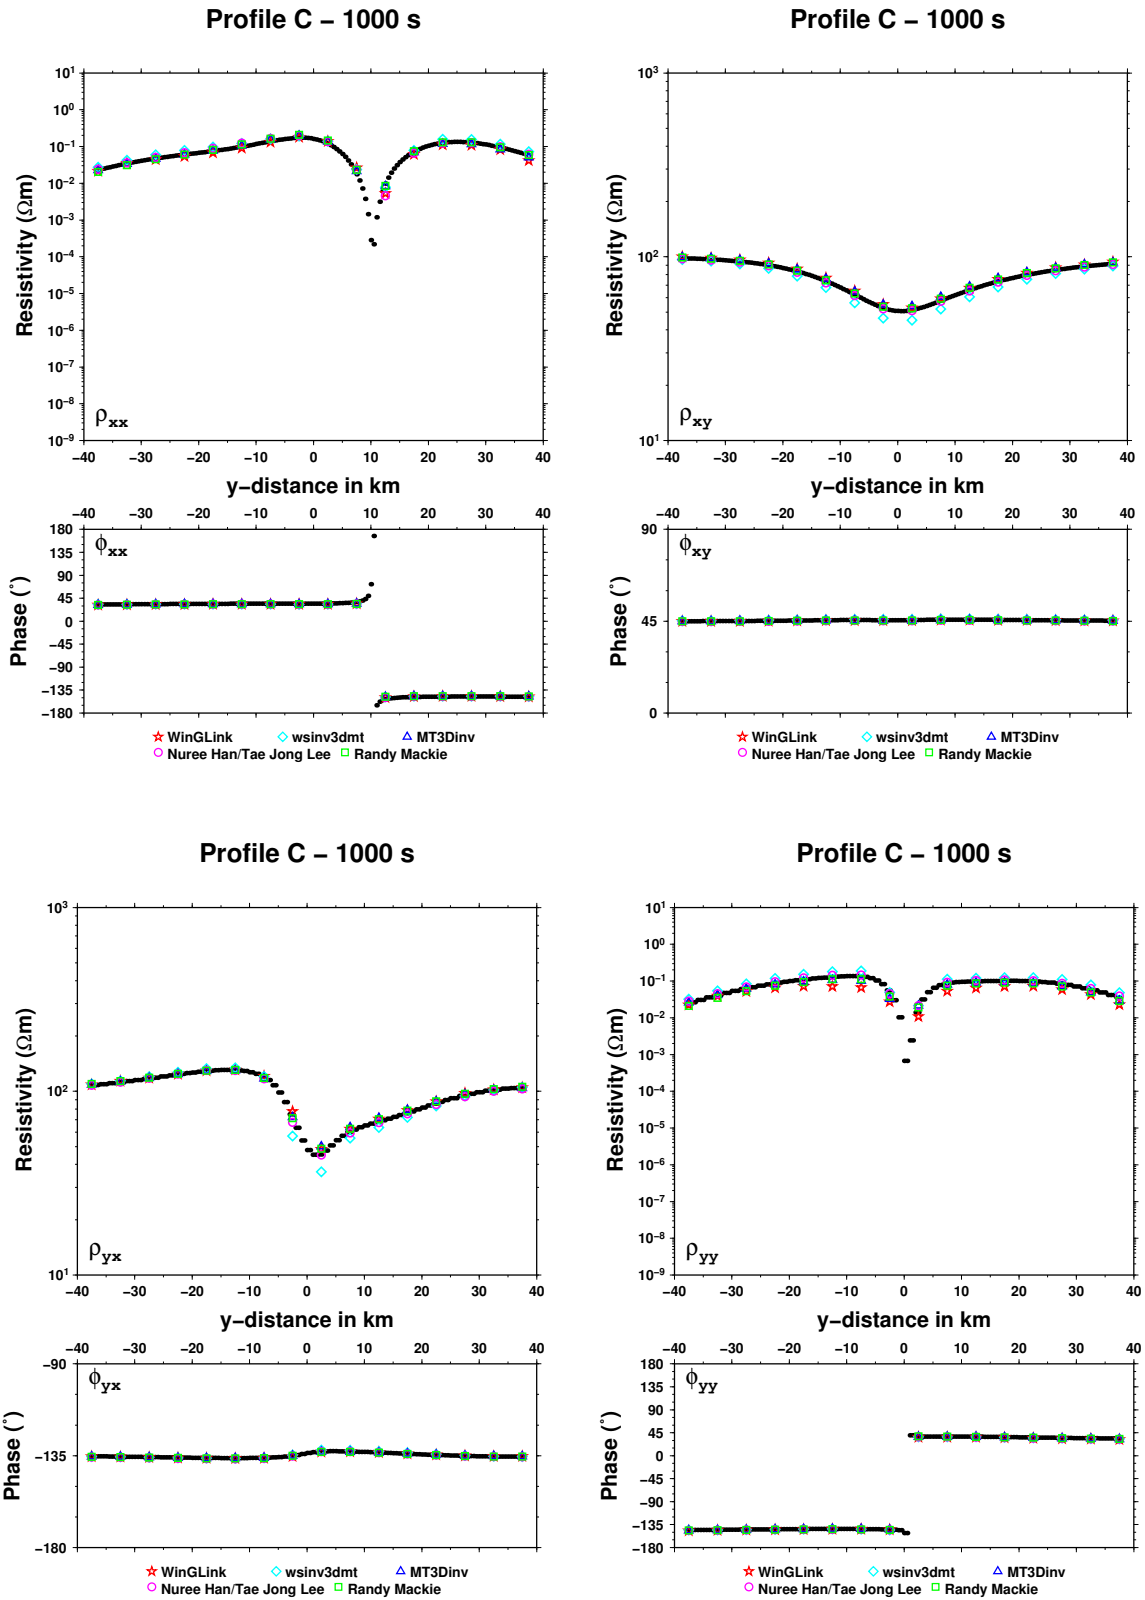 Profile C – 1000 s
10¹
10⁰
10⁻¹
10⁻²
10⁻³
10⁻⁴
10⁻⁵
10⁻⁶
10⁻⁷
10⁻⁸
10⁻⁹
Resistivity (Ωm)
ρxx
−40 −30 −20 −10 0 10 20 30 40
y−distance in km
−40 −30 −20 −10 0 10 20 30 40
180
135
90
45
0
−45
−90
−135
−180
Phase (°)
ϕxx
WinGLink wsinv3dmt MT3Dinv
Nuree Han/Tae Jong Lee Randy Mackie
Profile C – 1000 s
10³
10²
10¹
Resistivity (Ωm)
ρxy
−40 −30 −20 −10 0 10 20 30 40
y−distance in km
−40 −30 −20 −10 0 10 20 30 40
90
45
0
Phase (°)
ϕxy
WinGLink wsinv3dmt MT3Dinv
Nuree Han/Tae Jong Lee Randy Mackie
Profile C – 1000 s
10³
10²
10¹
Resistivity (Ωm)
ρyx
−40 −30 −20 −10 0 10 20 30 40
y−distance in km
−40 −30 −20 −10 0 10 20 30 40
−90
−135
−180
Phase (°)
ϕyx
WinGLink wsinv3dmt MT3Dinv
Nuree Han/Tae Jong Lee Randy Mackie
Profile C – 1000 s
10¹
10⁰
10⁻¹
10⁻²
10⁻³
10⁻⁴
10⁻⁵
10⁻⁶
10⁻⁷
10⁻⁸
10⁻⁹
Resistivity (Ωm)
ρyy
−40 −30 −20 −10 0 10 20 30 40
y−distance in km
−40 −30 −20 −10 0 10 20 30 40
180
135
90
45
0
−45
−90
−135
−180
Phase (°)
ϕyy
WinGLink wsinv3dmt MT3Dinv
Nuree Han/Tae Jong Lee Randy Mackie